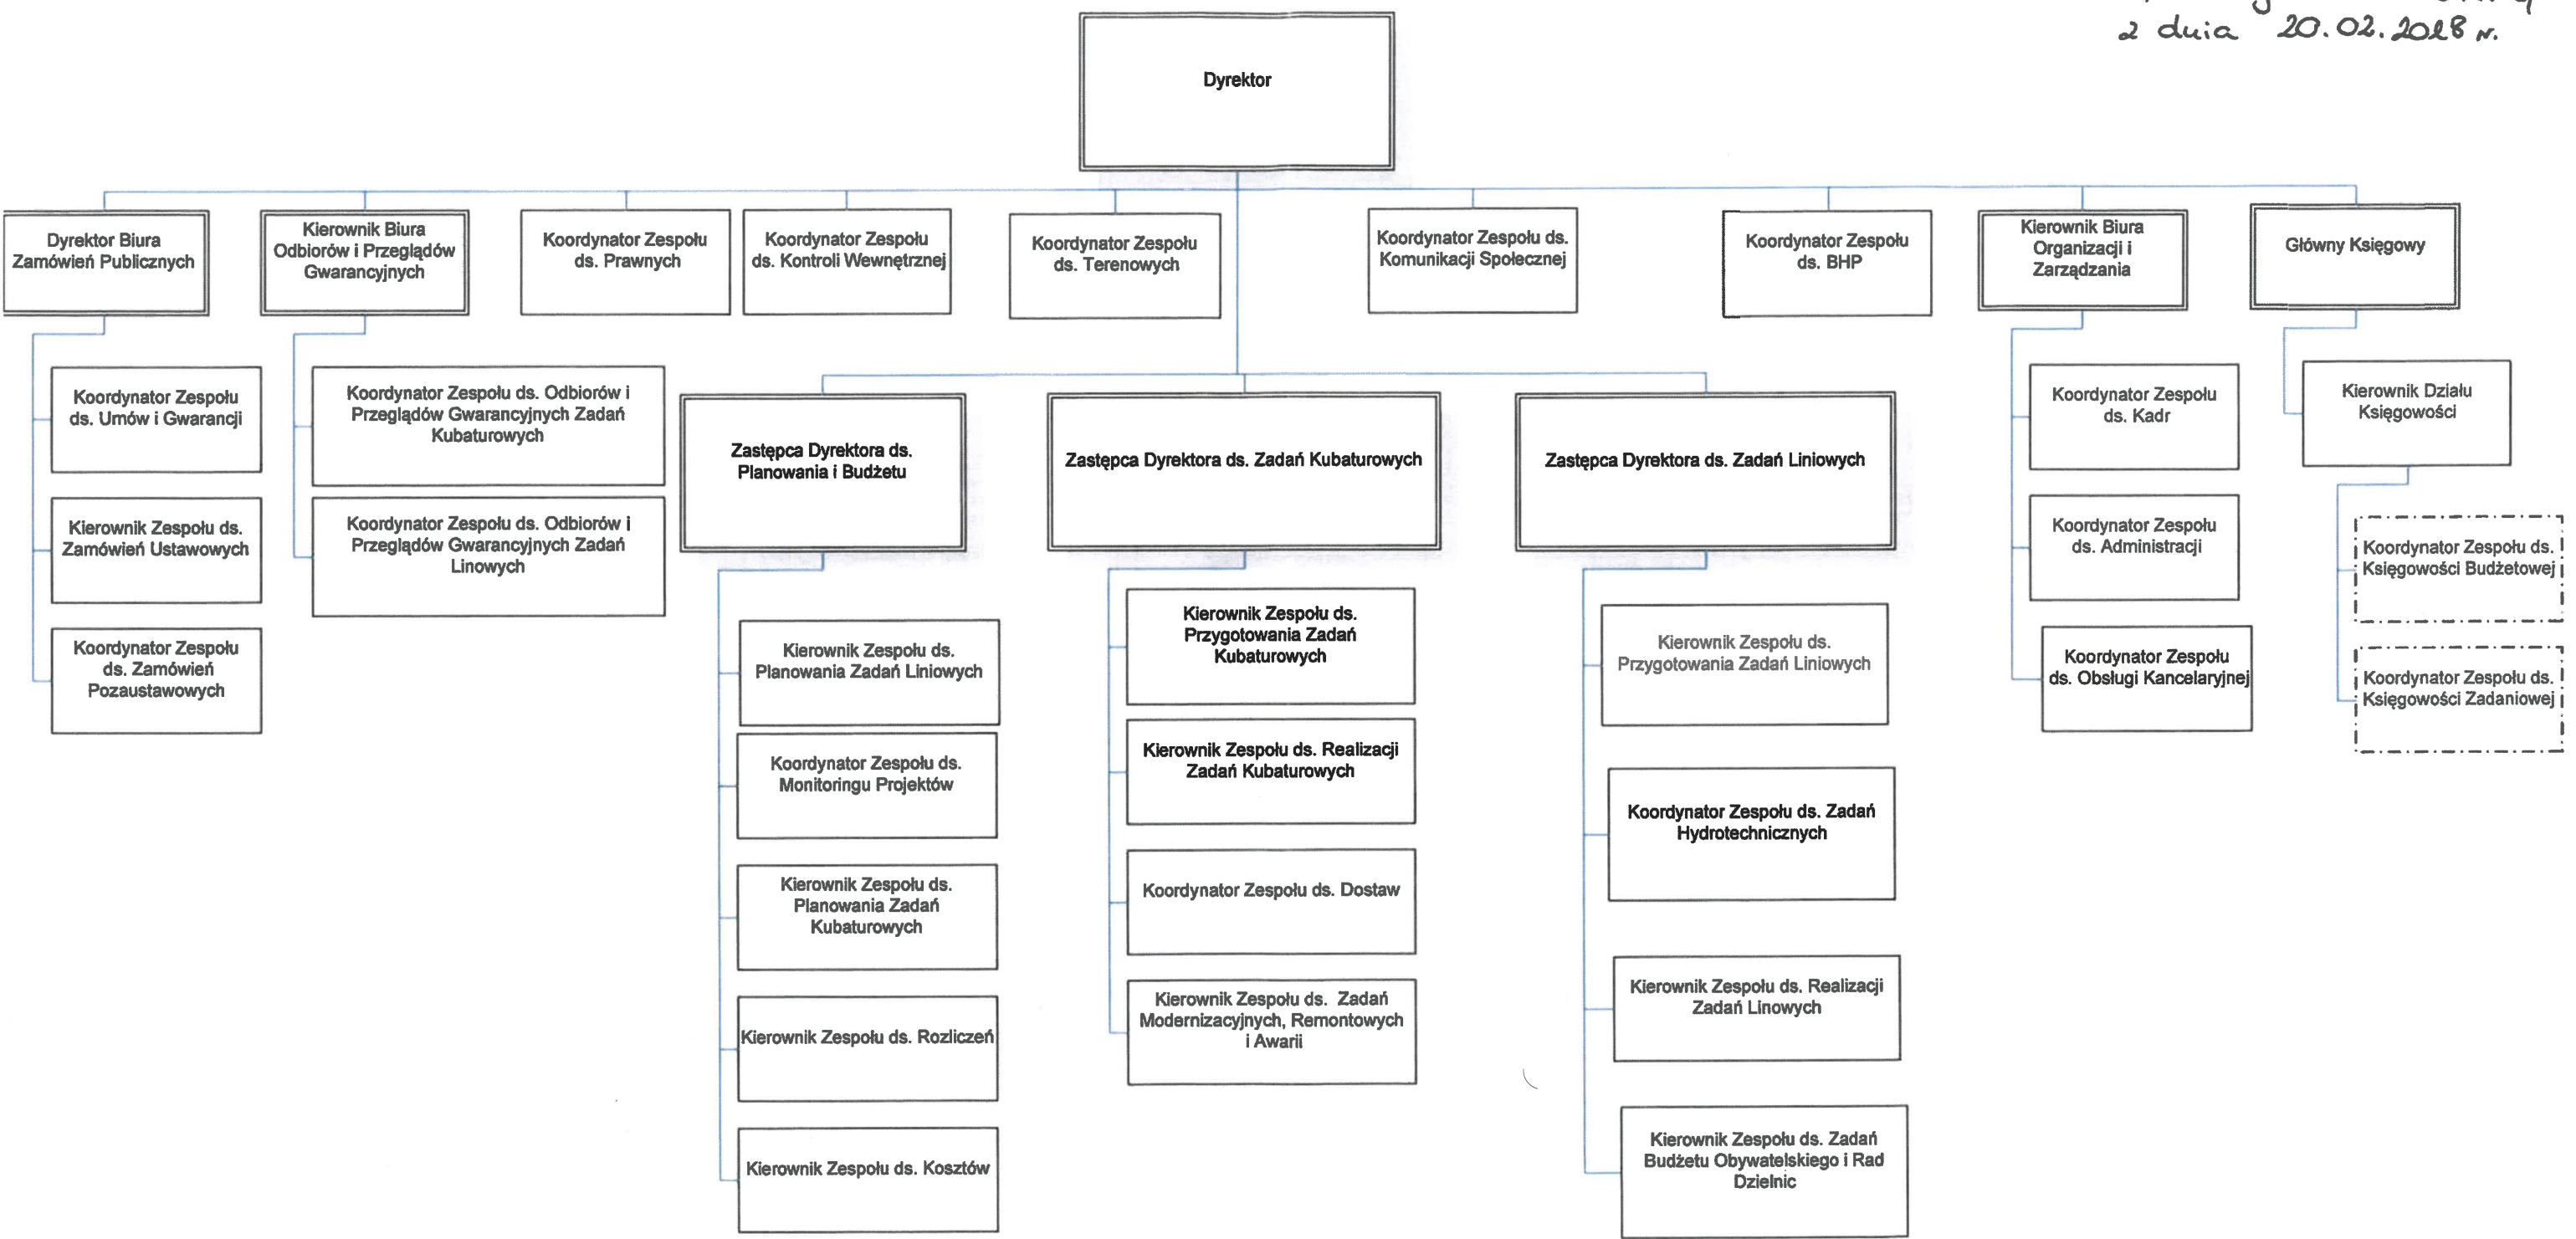 z dnia 20.02.2018 r.
Dyrektor
Dyrektor Biura
Zamówień Publicznych
Kierownik Biura
Odbiorów i Przeglądów
Gwarancyjnych
Koordynator Zespołu
ds. Prawnych
Koordynator Zespołu
ds. Kontroli Wewnętrznej
Koordynator Zespołu
ds. Terenowych
Koordynator Zespołu ds.
Komunikacji Społecznej
Koordynator Zespołu
ds. BHP
Kierownik Biura
Organizacji i
Zarządzania
Główny Księgowy
Koordynator Zespołu
ds. Umów i Gwarancji
Kierownik Zespołu ds.
Zamówień Ustawowych
Koordynator Zespołu
ds. Zamówień
Pozaustawowych
Koordynator Zespołu ds. Odbiorów i
Przeglądów Gwarancyjnych Zadań
Kubaturowych
Koordynator Zespołu ds. Odbiorów i
Przeglądów Gwarancyjnych Zadań
Linowych
Zastępca Dyrektora ds.
Planowania i Budżetu
Kierownik Zespołu ds.
Planowania Zadań Liniowych
Koordynator Zespołu ds.
Monitoringu Projektów
Kierownik Zespołu ds.
Planowania Zadań
Kubaturowych
Kierownik Zespołu ds. Rozliczeń
Kierownik Zespołu ds. Kosztów
Zastępca Dyrektora ds. Zadań Kubaturowych
Kierownik Zespołu ds.
Przygotowania Zadań
Kubaturowych
Kierownik Zespołu ds. Realizacji
Zadań Kubaturowych
Koordynator Zespołu ds. Dostaw
Kierownik Zespołu ds. Zadań
Modernizacyjnych, Remontowych
i Awarii
Zastępca Dyrektora ds. Zadań Liniowych
Kierownik Zespołu ds.
Przygotowania Zadań Liniowych
Koordynator Zespołu ds. Zadań
Hydrotechnicznych
Kierownik Zespołu ds. Realizacji
Zadań Linowych
Kierownik Zespołu ds. Zadań
Budżetu Obywatelskiego i Rad
Dzielnic
Koordynator Zespołu
ds. Kadr
Koordynator Zespołu
ds. Administracji
Koordynator Zespołu
ds. Obsługi Kancelaryjnej
Kierownik Działu
Księgowości
Koordynator Zespołu ds.
Księgowości Budżetowej
Koordynator Zespołu ds.
Księgowości Zadaniowej